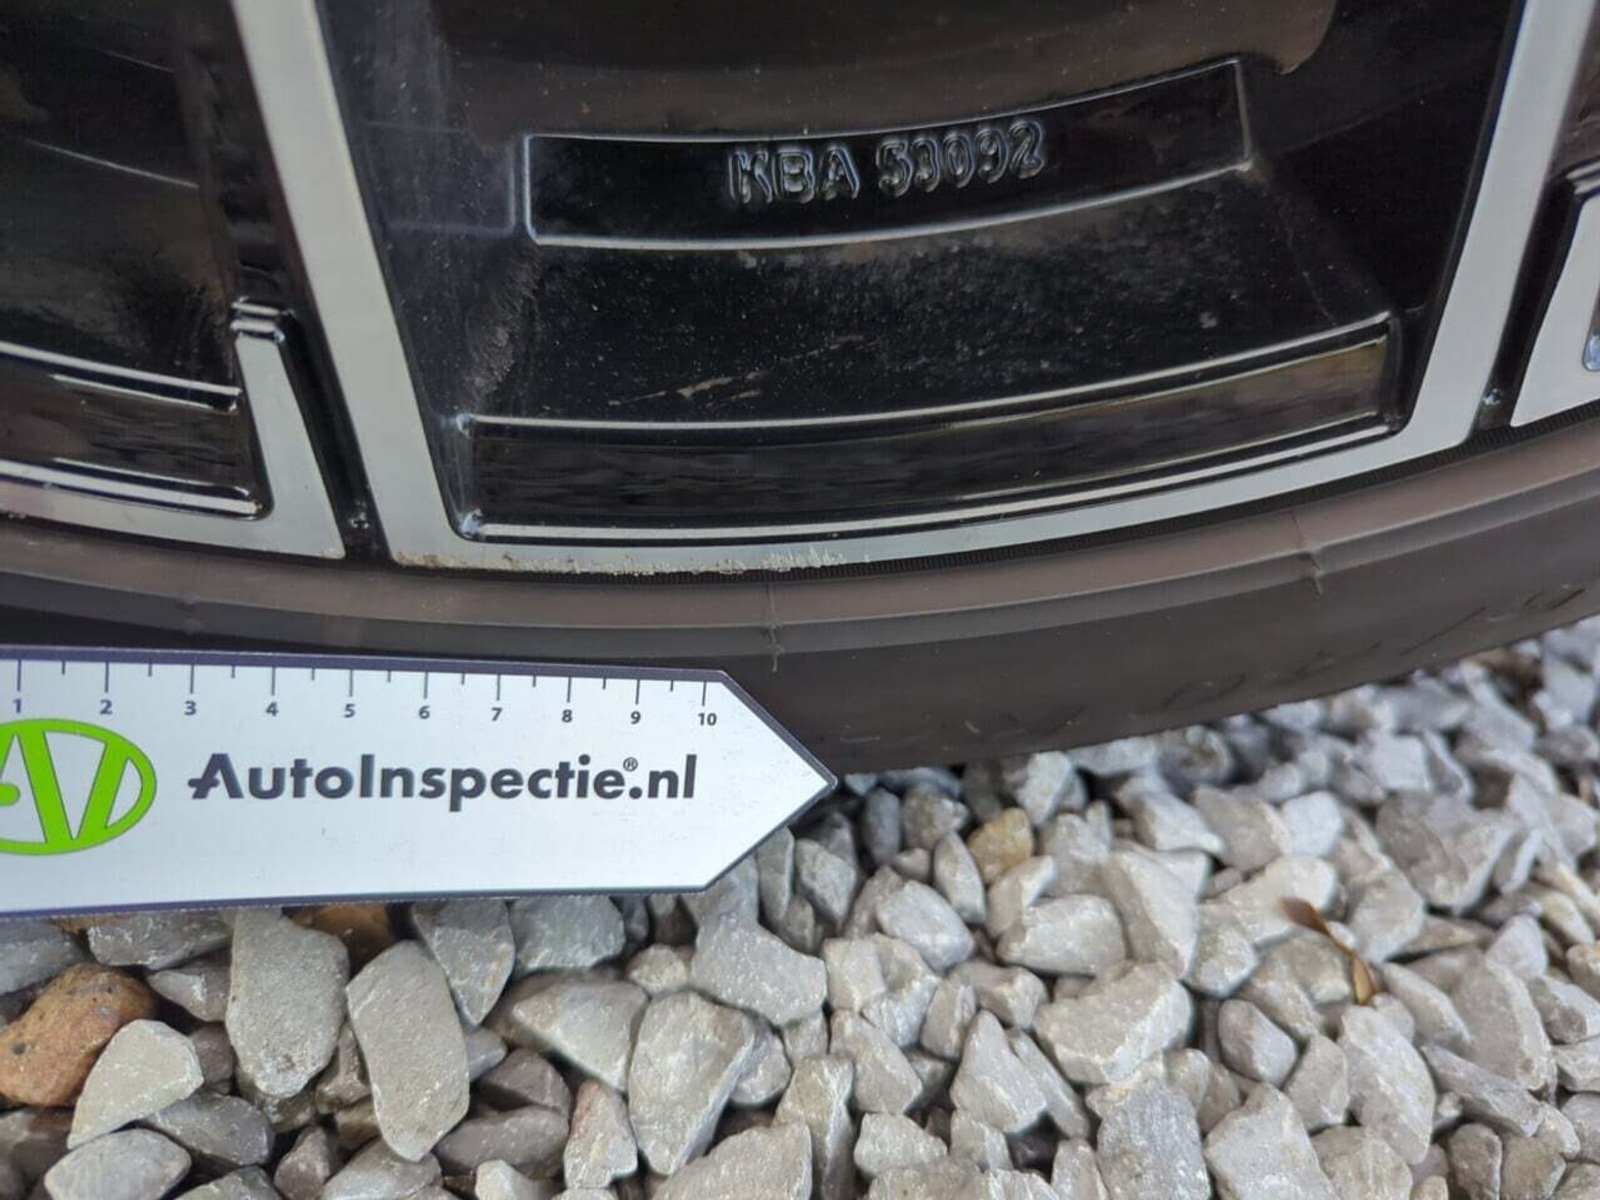 KBA 53092
1 2 3 4 5 6 7 8 9 10
AutoInspectie®.nl